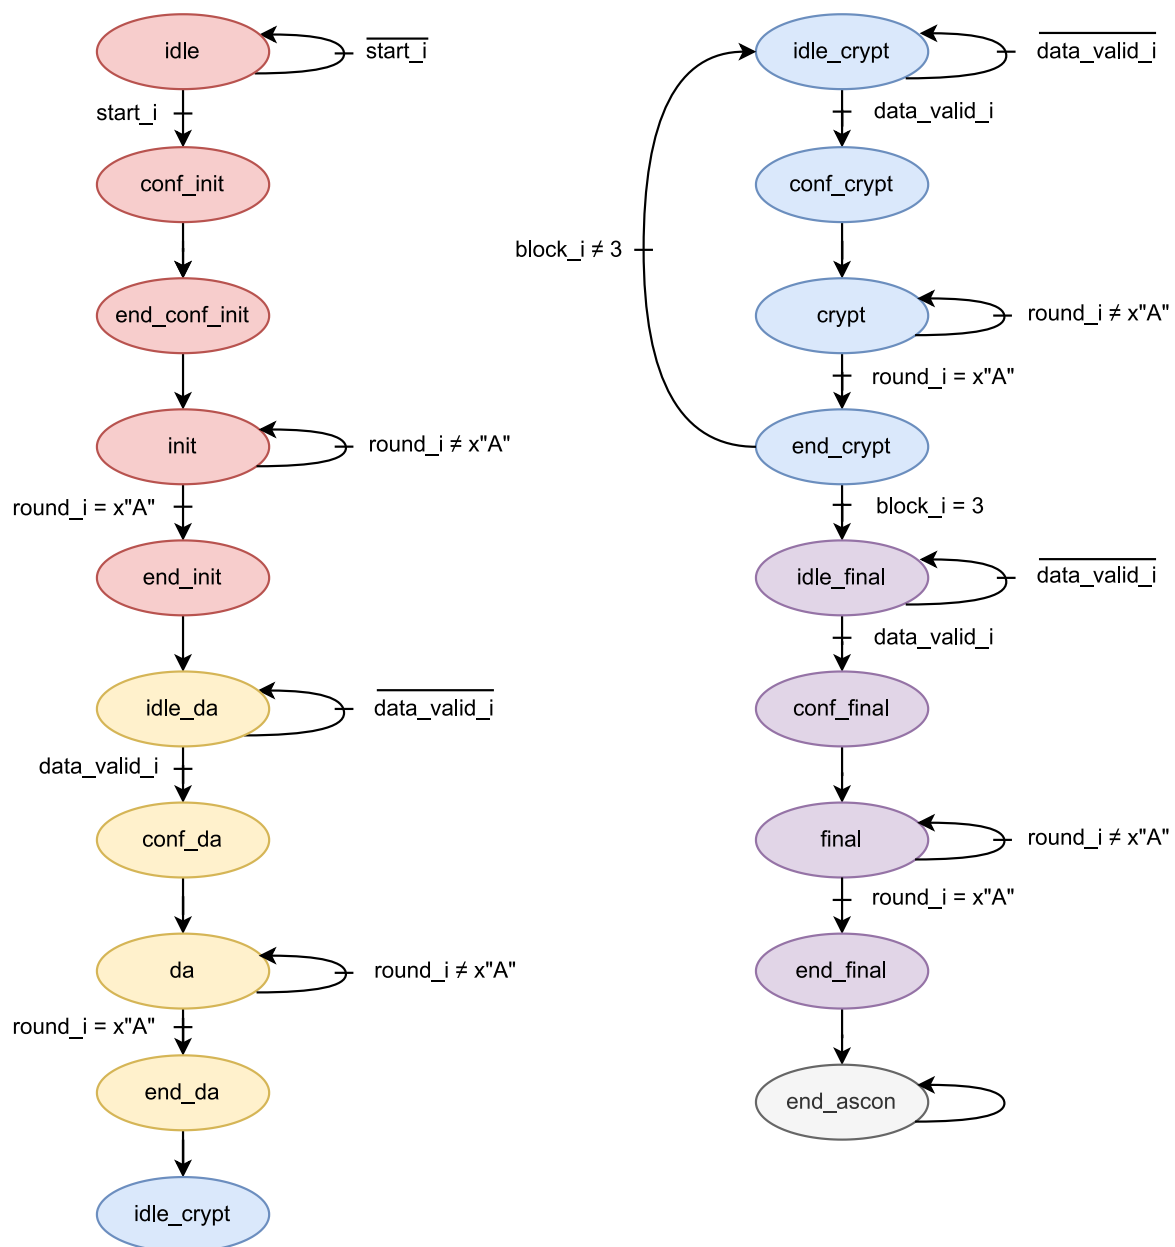 idle
start_i
start_i
conf_init
end_conf_init
init
round_i ≠ x"A"
round_i = x"A"
end_init
idle_da
data_valid_i
data_valid_i
conf_da
da
round_i ≠ x"A"
round_i = x"A"
end_da
idle_crypt
idle_crypt
data_valid_i
data_valid_i
conf_crypt
block_i ≠ 3
crypt
round_i ≠ x"A"
round_i = x"A"
end_crypt
block_i = 3
idle_final
data_valid_i
data_valid_i
conf_final
final
round_i ≠ x"A"
round_i = x"A"
end_final
end_ascon